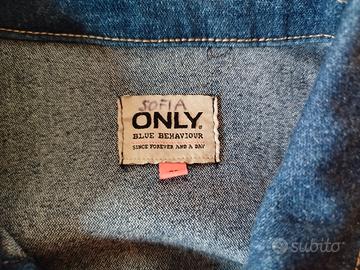 SOFIA
ONLY.
BLUE BEHAVIOUR
SINCE FOREVER AND A DAY
subito